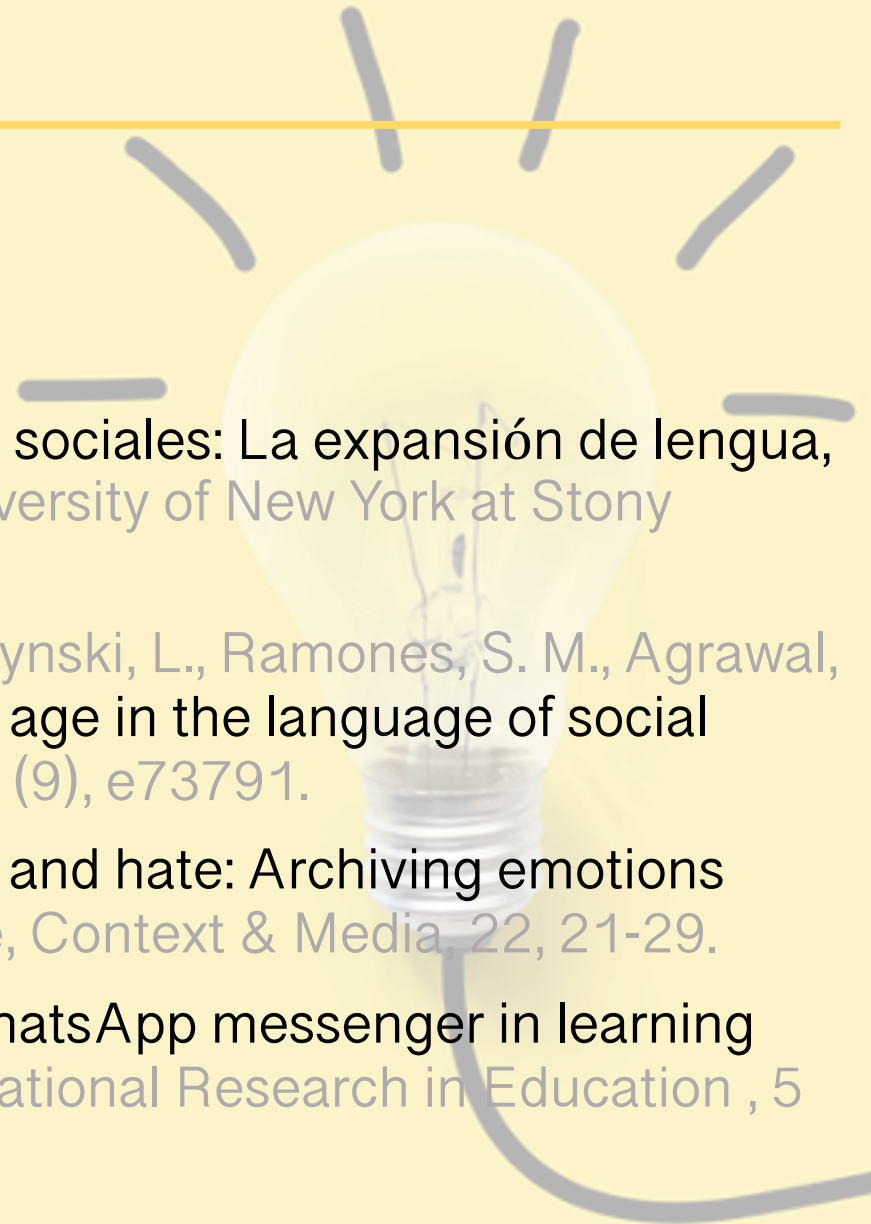 sociales: La expansión de lengua,
versity of New York at Stony
ynski, L., Ramones, S. M., Agrawal,
age in the language of social
(9), e73791.
and hate: Archiving emotions
e, Context & Media, 22, 21-29.
hatsApp messenger in learning
ational Research in Education , 5